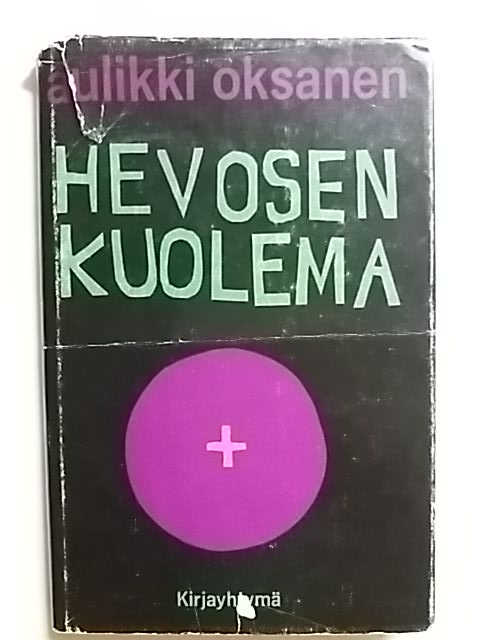 aulikki oksanen
HEVOSEN
KUOLEMA
Kirjayhtymä